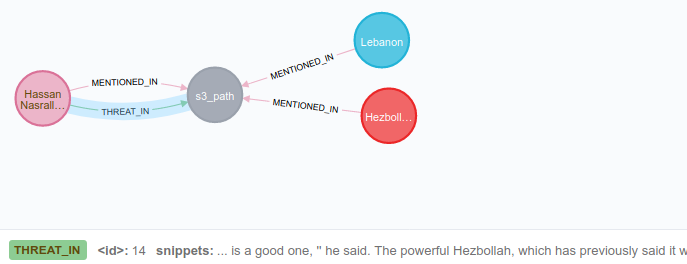 Lebanon
MENTIONED_IN
Hassan
Nasrall…
MENTIONED_IN
THREAT_IN
s3_path
MENTIONED_IN
Hezboll…
THREAT_IN <id>: 14 snippets: ... is a good one, " he said. The powerful Hezbollah, which has previously said it w